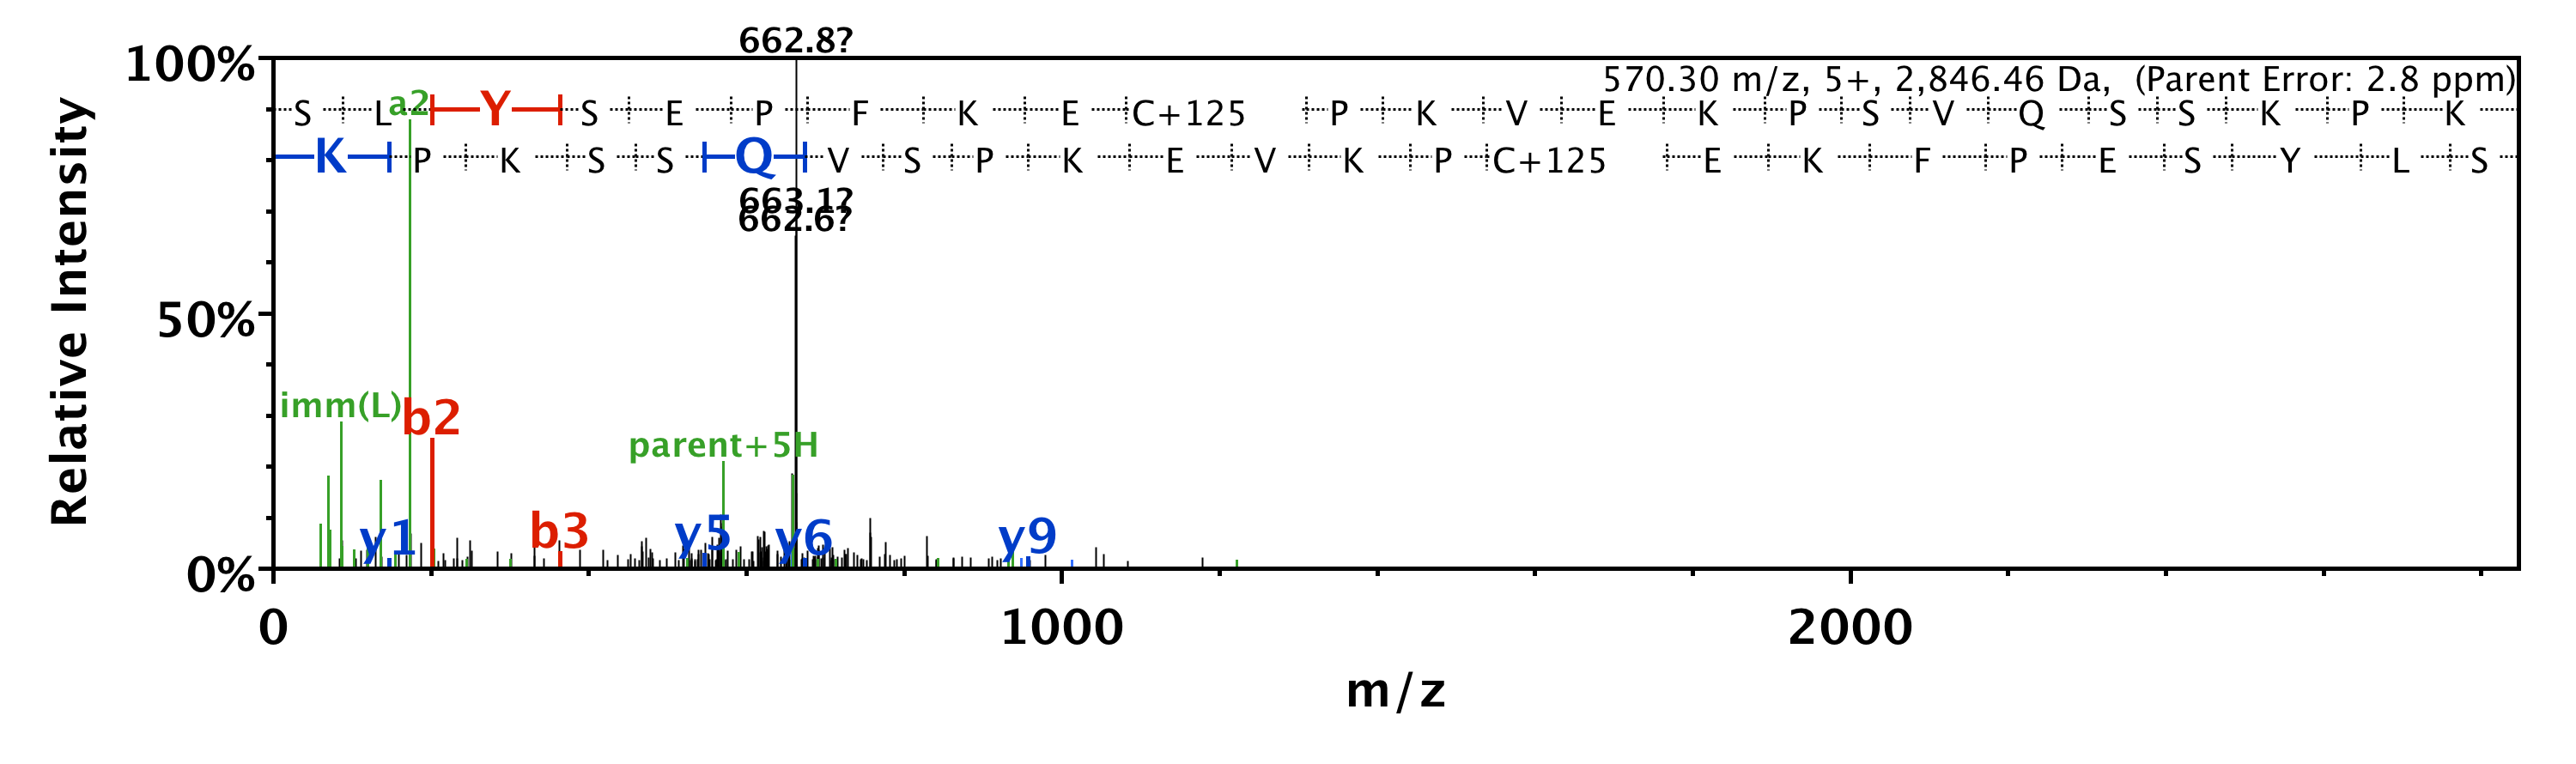 662.8?
100%
570.30 m/z, 5+, 2,846.46 Da, (Parent Error: 2.8 ppm)
a2
S L Y S E P F K E C+125 P K V E K P S V Q S S K P K
K P K S S Q V S P K E V K P C+125 E K F P E S Y L S
663.1?
662.6?
50%
imm(L)
b2
parent+5H
y1
b3
y5
y6
y9
0%
0
1000
2000
Relative Intensity
m/z